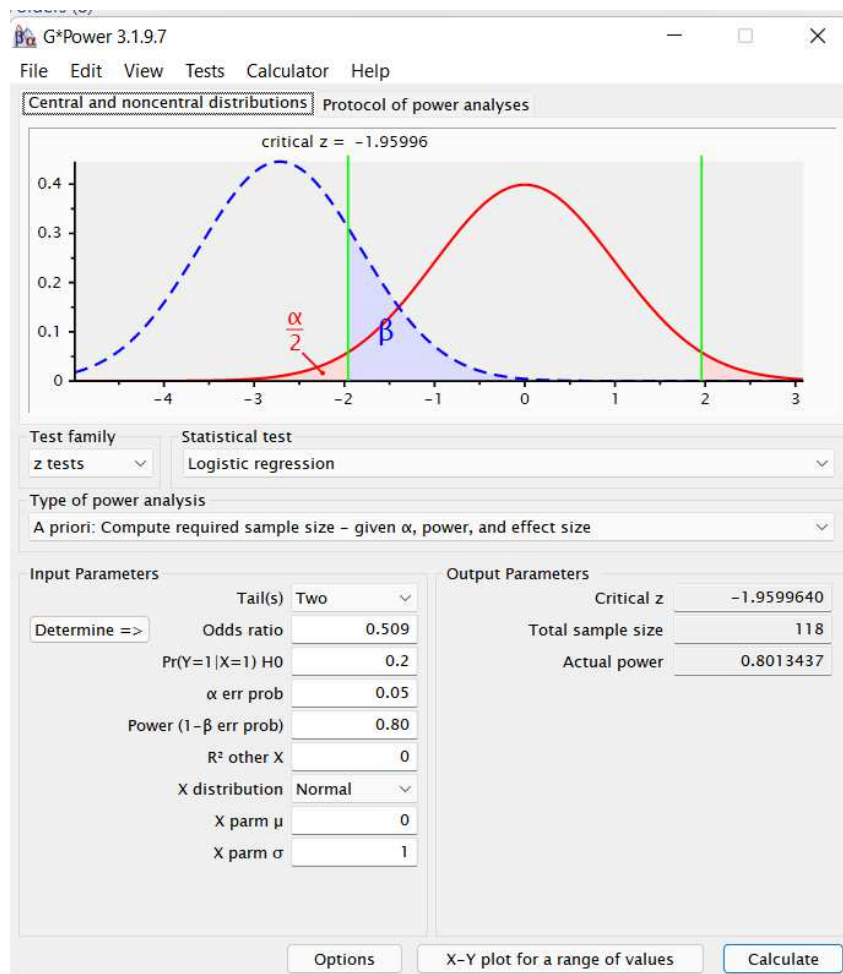 G*Power 3.1.9.7
File Edit View Tests Calculator Help
Central and noncentral distributions Protocol of power analyses
critical z = -1.95996
0.4
0.3
0.2
0.1
0
α
2
β
-4 -3 -2 -1 0 1 2 3
Test family Statistical test
z tests Logistic regression
Type of power analysis
A priori: Compute required sample size – given α, power, and effect size
Input Parameters Output Parameters
Tail(s) Two Critical z -1.9599640
Determine => Odds ratio 0.509 Total sample size 118
Pr(Y=1|X=1) H0 0.2 Actual power 0.8013437
α err prob 0.05
Power (1-β err prob) 0.80
R² other X 0
X distribution Normal
X parm μ 0
X parm σ 1
Options X-Y plot for a range of values Calculate